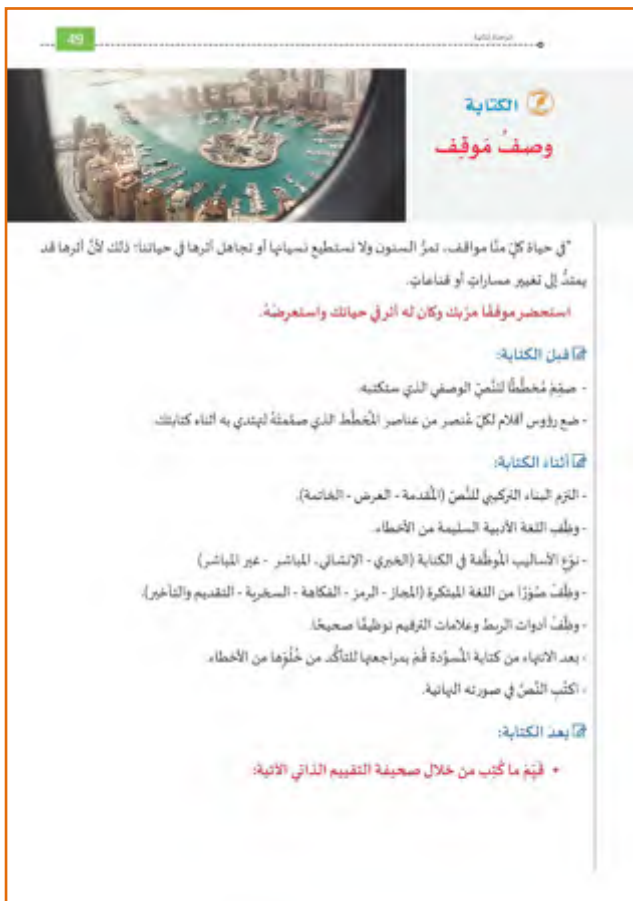 49
الكتابة
وصفُ مَوقِف
"في حياة كلّ منّا مواقف، تمرُّ السنون ولا نستطيع نسيانها أو تجاهل أثرها في حياتنا؛ ذلك لأنّ أثرها قد
يمتدُّ إلى تغيير مساراتٍ أو قناعاتٍ.
استحضر موقفًا مرّ بك وكان له أثر في حياتك واستعرضْهُ.
قبلَ الكتابة:
- صمّمْ مُخطّطًا للنّصّ الوصفي الذي ستكتبه.
- ضع رؤوس أقلام لكلّ عُنصر من عناصر المُخطّط الذي صمّمتَهُ لتهتدي به أثناء كتابتك.
أثناء الكتابة:
- التزم البناء التركيبي للنّصّ (المُقدمة - العرض - الخاتمة).
- وظّف اللغة الأدبية السليمة من الأخطاء.
- نوّع الأساليب المُوظّفة في الكتابة (الخبري - الإنشائي، المباشر - غير المباشر)
- وظّفْ صُوَرًا من اللغة المبتكرة (المجاز - الرمز - الفكاهة - السخرية - التقديم والتأخير).
- وظّفْ أدوات الربط وعلامات الترقيم توظيفًا صحيحًا.
- بعد الانتهاء من كتابة المُسوّدة قُمْ بمراجعتها للتأكّد من خُلُوّها من الأخطاء.
- اكتُب النّصّ في صورته النهائية.
بعدَ الكتابة:
• قَيّمْ ما كُتِب من خلال صحيفة التقييم الذاتي الآتية: